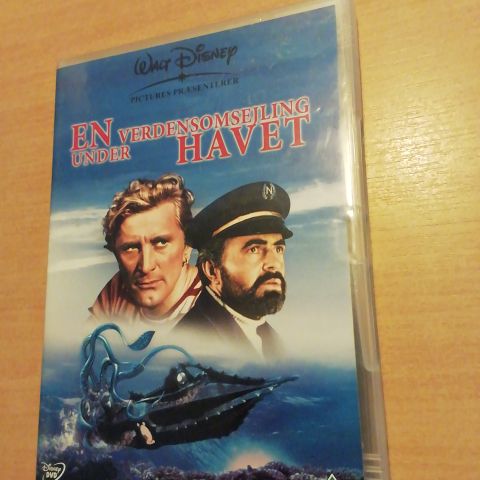 WALT DISNEY
PICTURES PRÆSENTERER
EN VERDENSOMSEJLING
UNDER HAVET
N
Disney
DVD